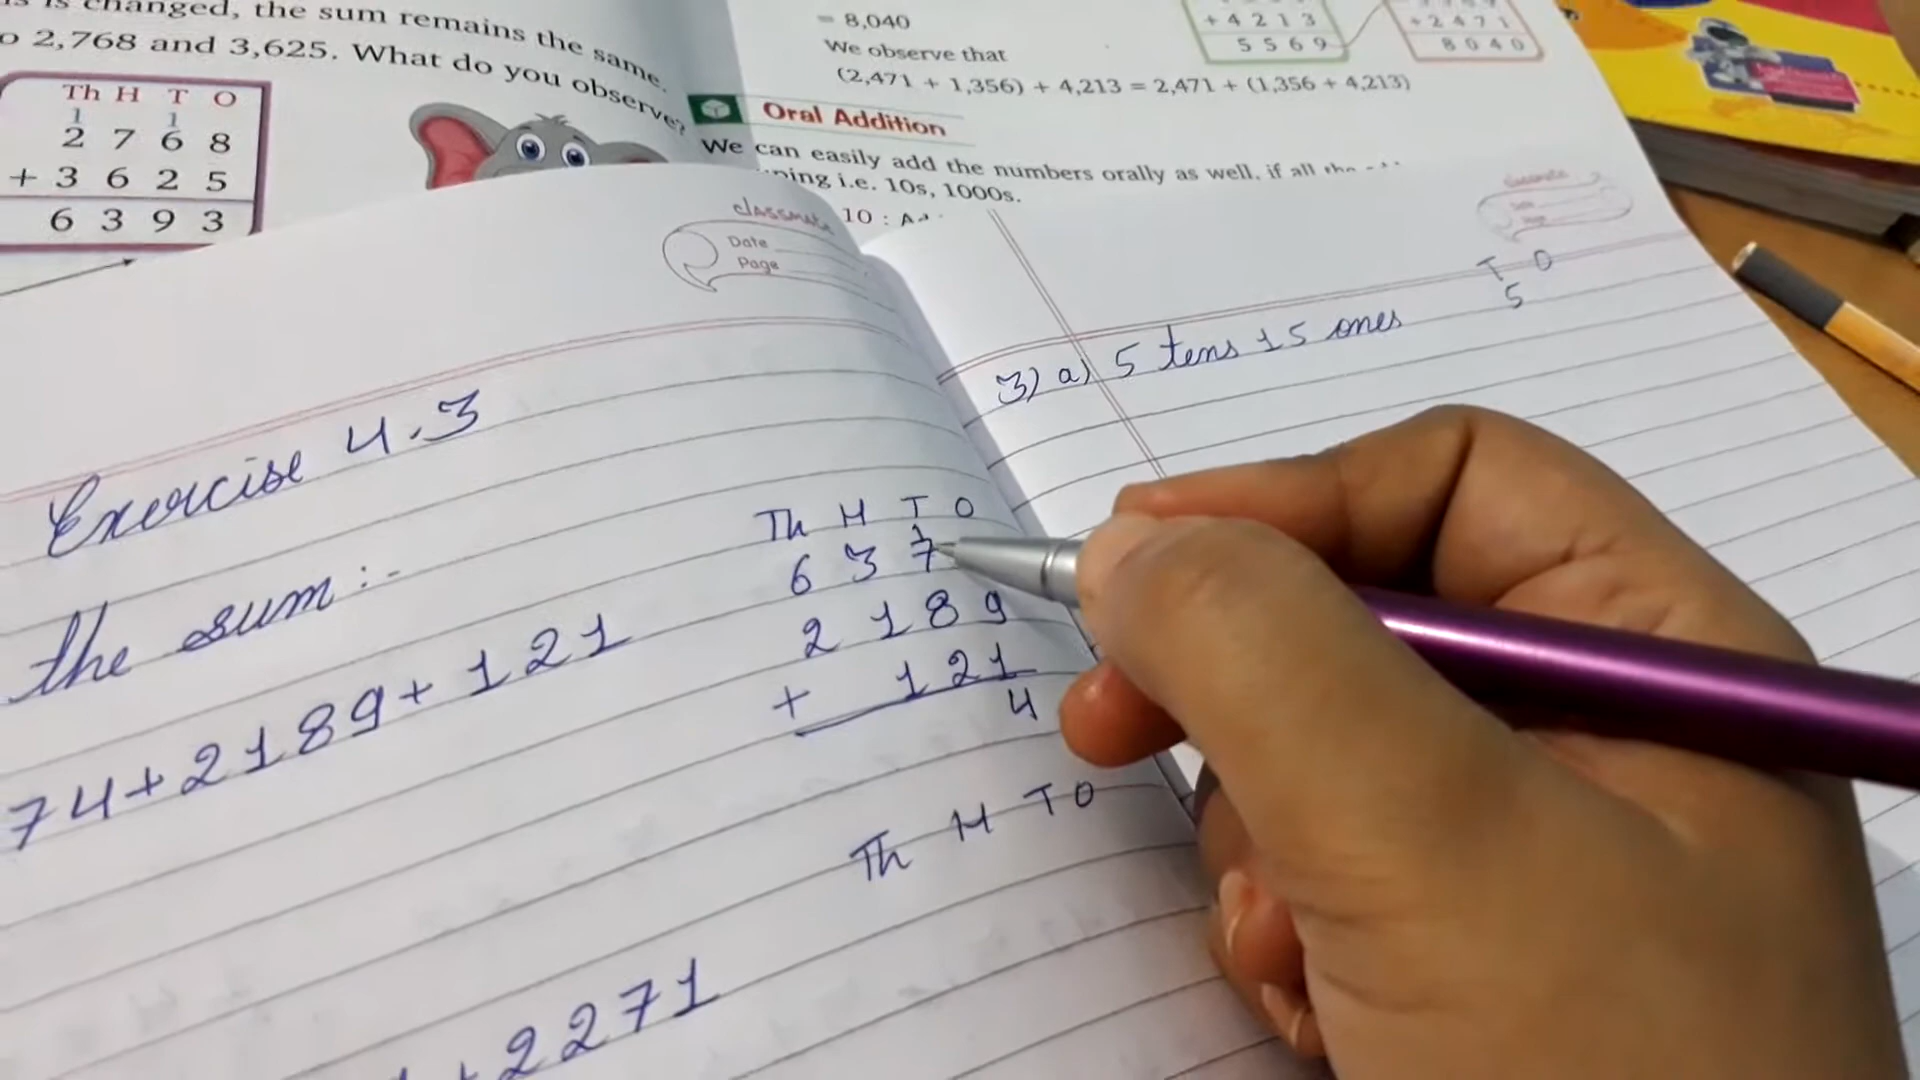 changed, the sum remains the same.
2,768 and 3,625. What do you observe?
Th H T O
1 1
2 7 6 8
+ 3 6 2 5
6 3 9 3
= 8,040
We observe that
(2,471 + 1,356) + 4,213 = 2,471 + (1,356 + 4,213)
+ 4 2 1 3
5 5 6 9
+ 2 4 7 1
8 0 4 0
Oral Addition
We can easily add the numbers orally as well, if all the
i.e. 10s, 1000s.
10 :
classmate
Date
Page
Exercise 4.3
the sum :-
74+2189+121
Th H T O
1
6 3 7
2 1 8 9
+ 1 2 1
4
Th H T O
+ 2271
classmate
Date
Page
T O
5
3) a) 5 tens 15 ones